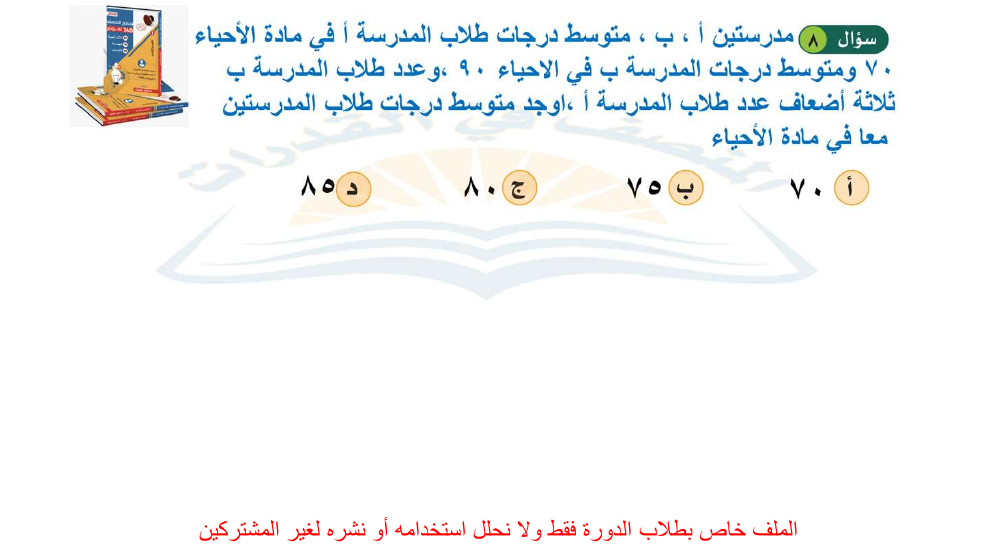 سؤال ٨ مدرستين أ ، ب ، متوسط درجات طلاب المدرسة أ في مادة الأحياء
٧٠ ومتوسط درجات المدرسة ب في الاحياء ٩٠ ،وعدد طلاب المدرسة ب
ثلاثة أضعاف عدد طلاب المدرسة أ ،اوجد متوسط درجات طلاب المدرستين
معا في مادة الأحياء
أ ٧٠ ب ٧٥ ج ٨٠ د ٨٥
الملف خاص بطلاب الدورة فقط ولا نحلل استخدامه أو نشره لغير المشتركين